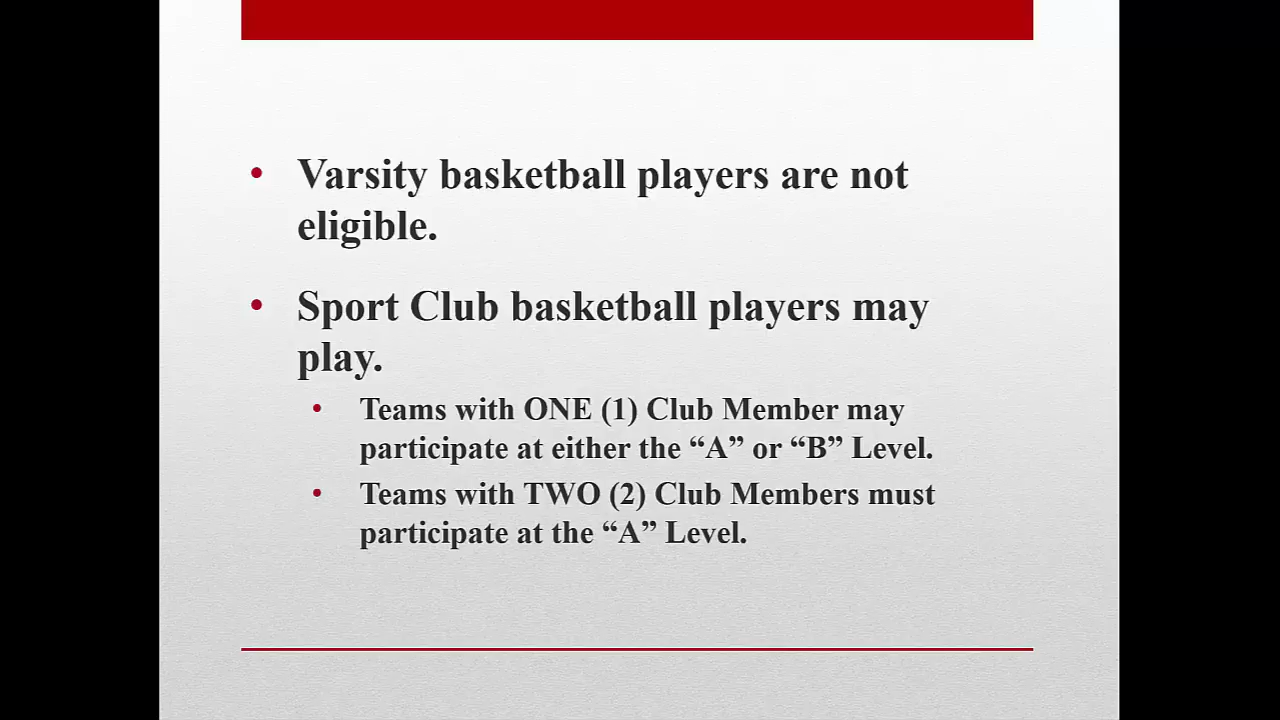 • Varsity basketball players are not
eligible.
• Sport Club basketball players may
play.
• Teams with ONE (1) Club Member may
participate at either the “A” or “B” Level.
• Teams with TWO (2) Club Members must
participate at the “A” Level.